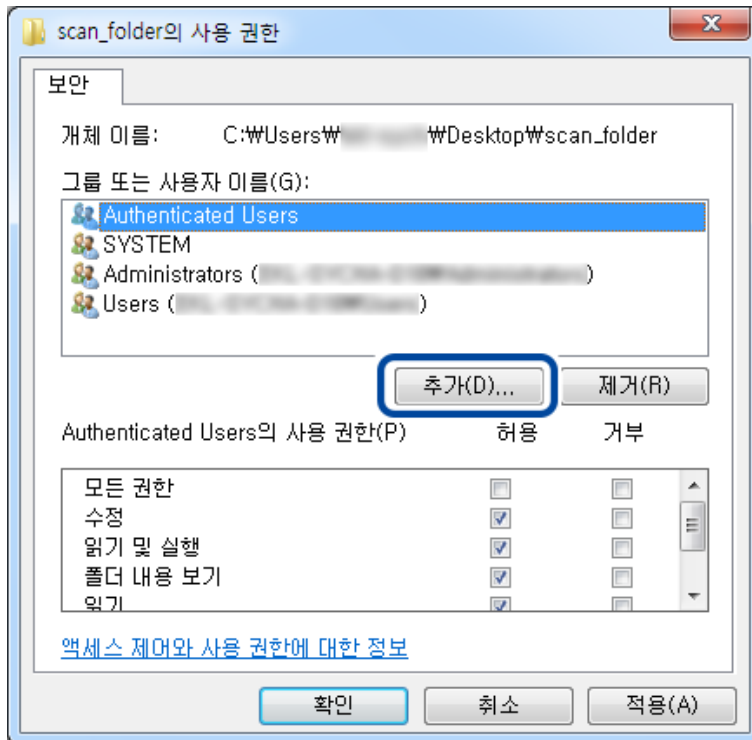 scan_folder의 사용 권한
보안
개체 이름: C:₩Users₩ ₩Desktop₩scan_folder
그룹 또는 사용자 이름(G):
Authenticated Users
SYSTEM
Administrators ( )
Users ( )
추가(D)... 제거(R)
Authenticated Users의 사용 권한(P) 허용 거부
모든 권한
수정
읽기 및 실행
폴더 내용 보기
읽기
액세스 제어와 사용 권한에 대한 정보
확인 취소 적용(A)